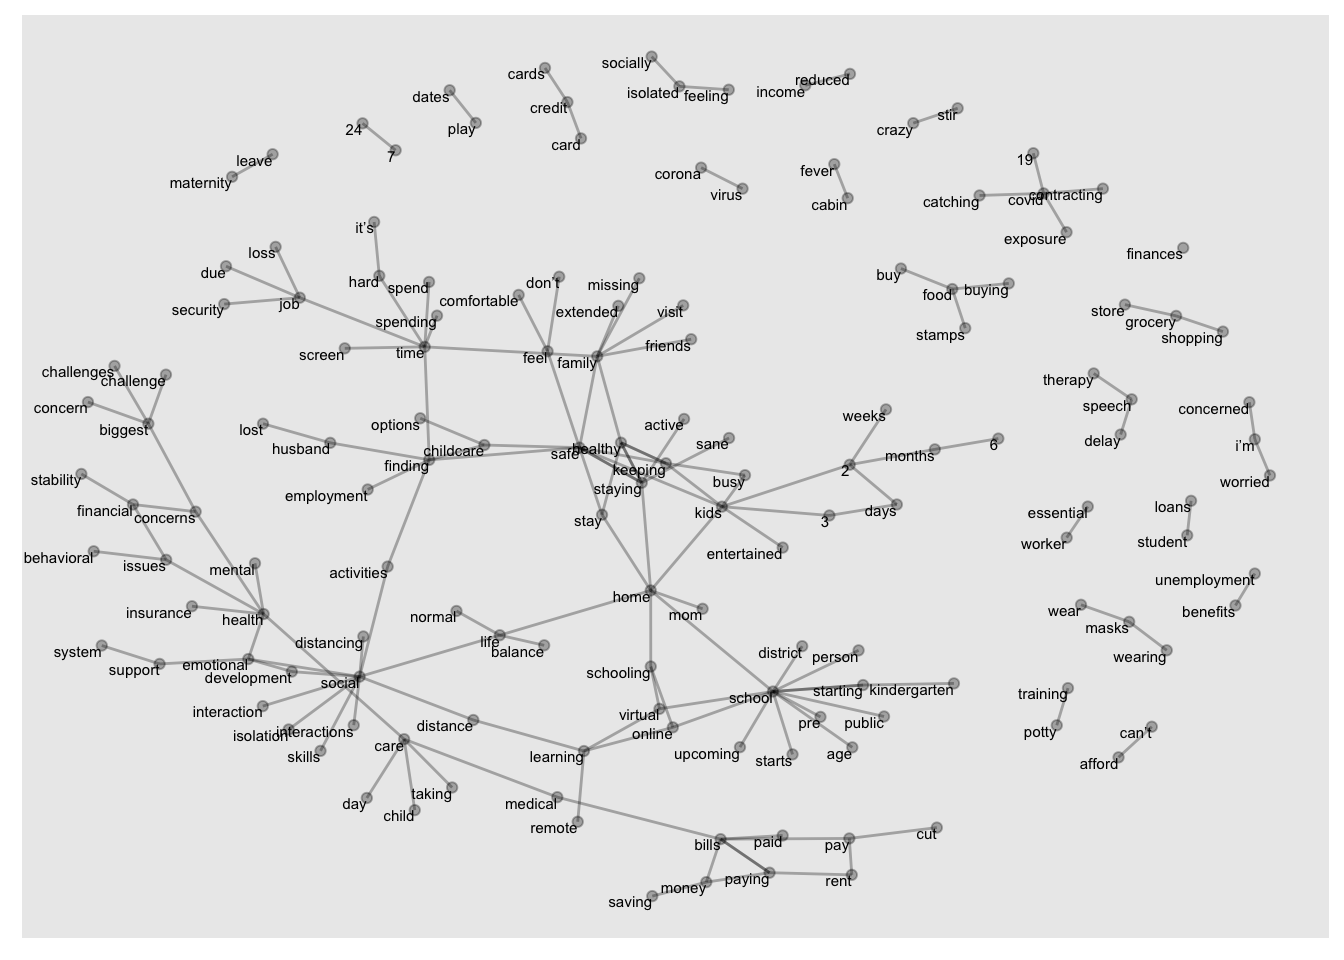 socially
cards
reduced
isolated
feeling
income
dates
credit
stir
24
play
crazy
card
7
leave
19
fever
corona
maternity
virus
catching
contracting
covid
cabin
it's
exposure
loss
finances
due
hard
don't
missing
buy
spend
food
buying
comfortable
job
security
extended
visit
store
spending
grocery
stamps
shopping
screen
time
feel
family
friends
challenges
challenge
therapy
concern
speech
concerned
weeks
options
active
biggest
lost
delay
sane
6
i'm
husband
childcare
safe
healthy
months
finding
keeping
2
stability
busy
worried
staying
employment
loans
financial
concerns
kids
3
days
essential
stay
student
worker
behavioral
entertained
issues
mental
activities
unemployment
home
insurance
wear
benefits
health
normal
mom
masks
distancing
life
system
balance
district
person
wearing
support
emotional
development
schooling
social
school
starting
kindergarten
training
interaction
virtual
pre
public
isolation
interactions
distance
online
potty
can't
care
skills
learning
upcoming
starts
age
afford
taking
day
medical
child
remote
cut
bills
paid
pay
paying
rent
money
saving